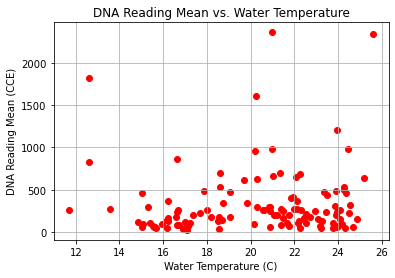 DNA Reading Mean vs. Water Temperature
DNA Reading Mean (CCE)
2000
1500
1000
500
0
12 14 16 18 20 22 24 26
Water Temperature (C)